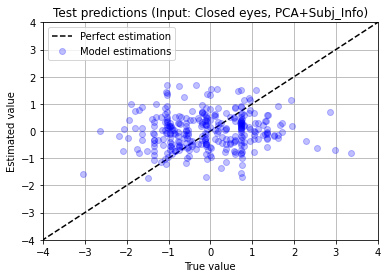 Test predictions (Input: Closed eyes, PCA+Subj_Info)
Perfect estimation
Model estimations
Estimated value
4
3
2
1
0
−1
−2
−3
−4
−4 −3 −2 −1 0 1 2 3 4
True value